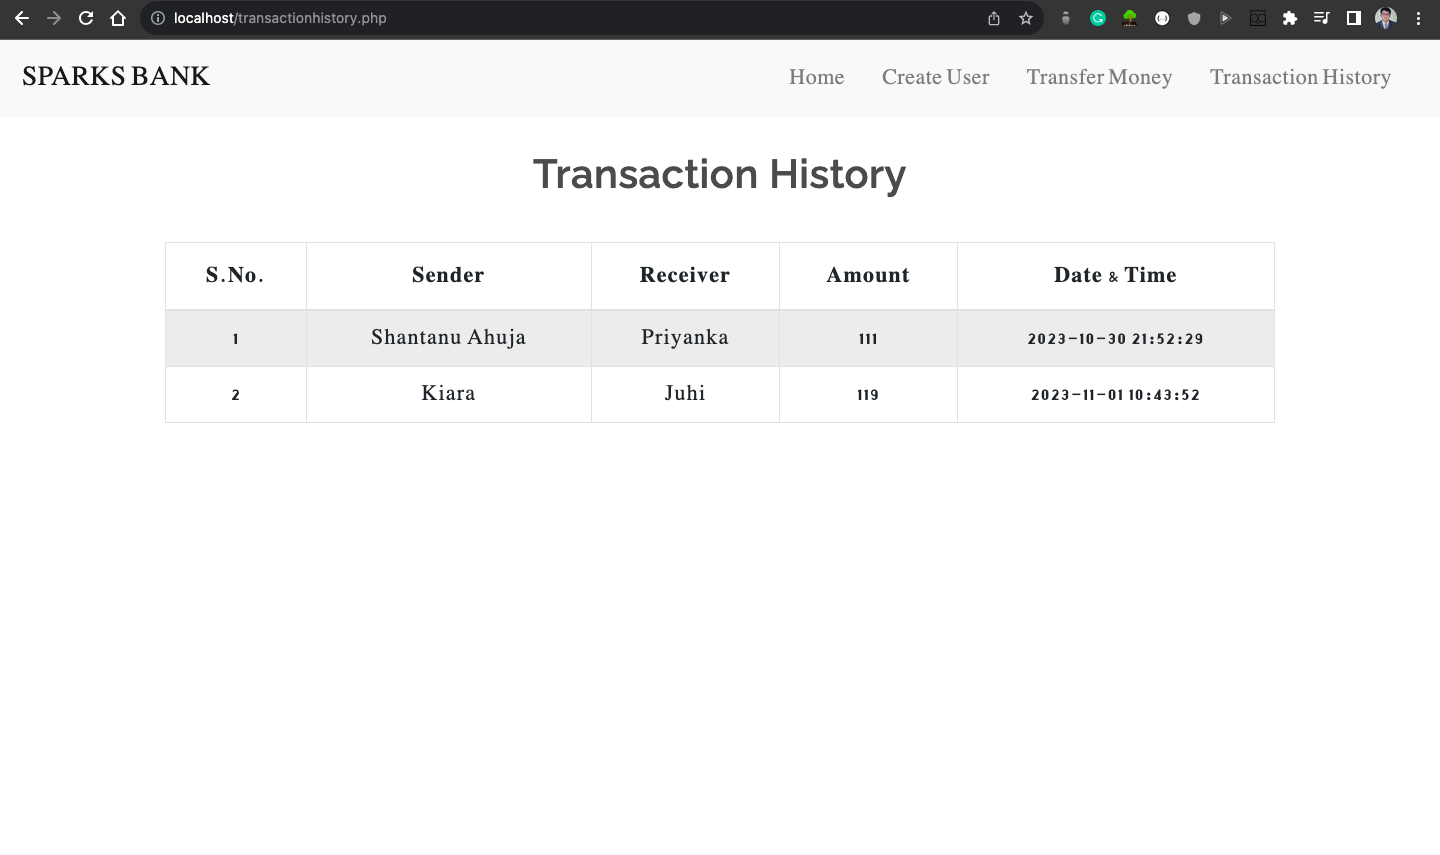 localhost/transactionhistory.php
SPARKS BANK Home Create User Transfer Money Transaction History
Transaction History
S.No. Sender Receiver Amount Date & Time
1 Shantanu Ahuja Priyanka 111 2023-10-30 21:52:29
2 Kiara Juhi 119 2023-11-01 10:43:52